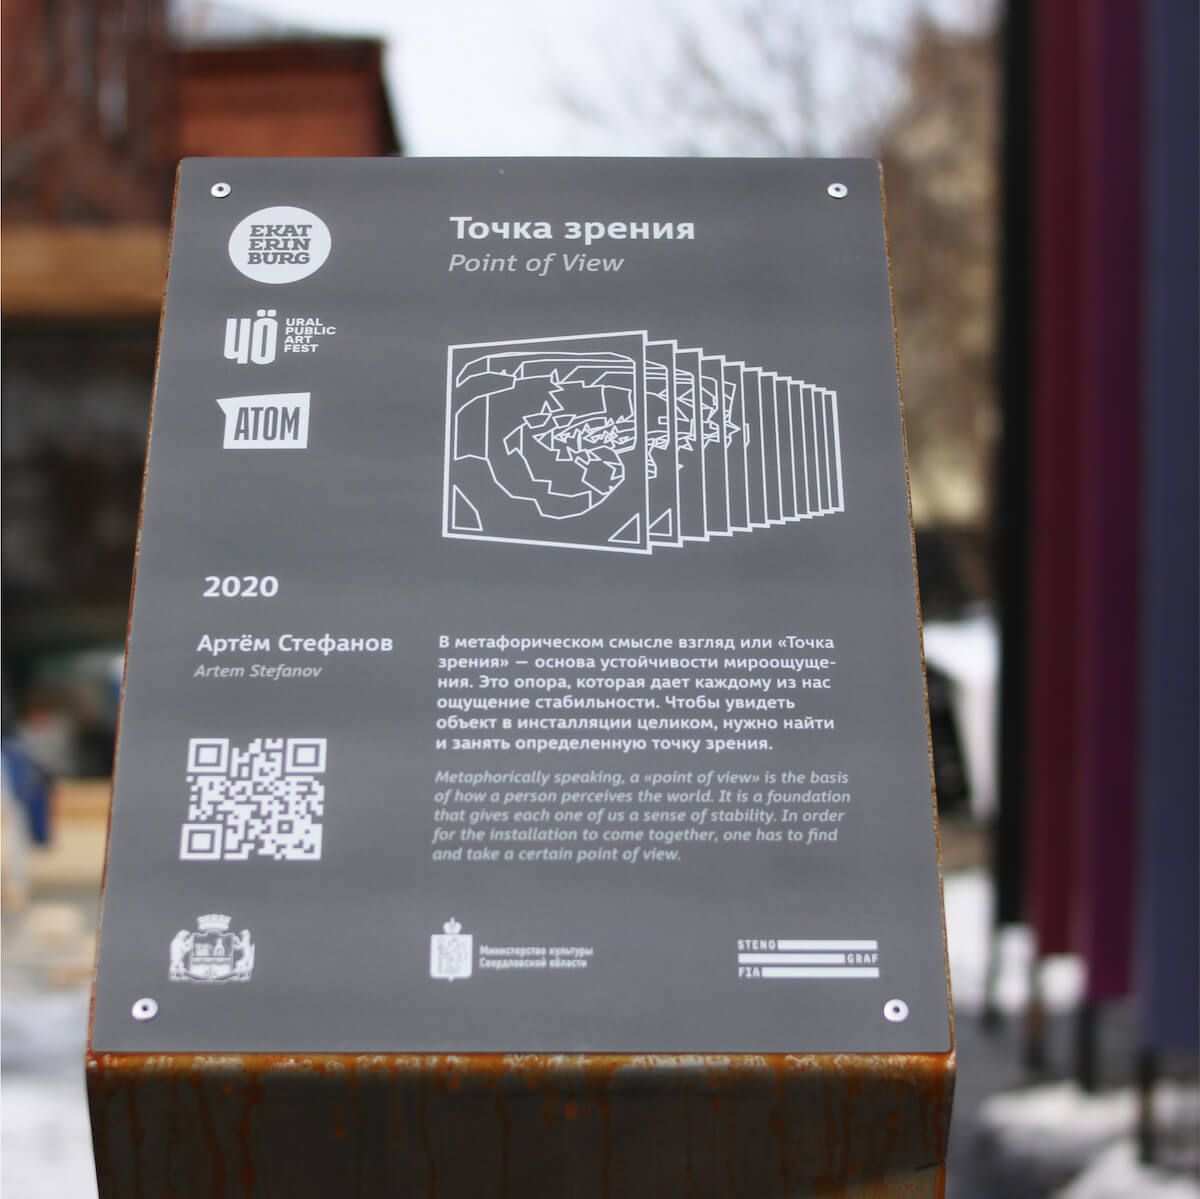 EKAT
ERIN
BURG
ЧӦ
URAL
PUBLIC
ART
FEST
АТОМ
Точка зрения
Point of View
2020
Артём Стефанов
Artem Stefanov
В метафорическом смысле взгляд или «Точка
зрения» — основа устойчивости мироощуще-
ния. Это опора, которая дает каждому из нас
ощущение стабильности. Чтобы увидеть
объект в инсталляции целиком, нужно найти
и занять определенную точку зрения.
Metaphorically speaking, a «point of view» is the basis
of how a person perceives the world. It is a foundation
that gives each one of us a sense of stability. In order
for the installation to come together, one has to find
and take a certain point of view.
Министерство культуры
Свердловской области
STENO
GRAF
FIA